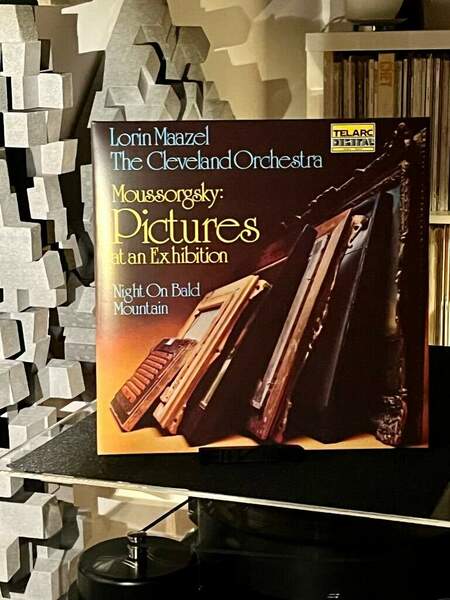 Lorin Maazel
The Cleveland Orchestra
TELARC
DIGITAL
Moussorgsky:
Pictures
at an Exhibition
Night On Bald
Mountain